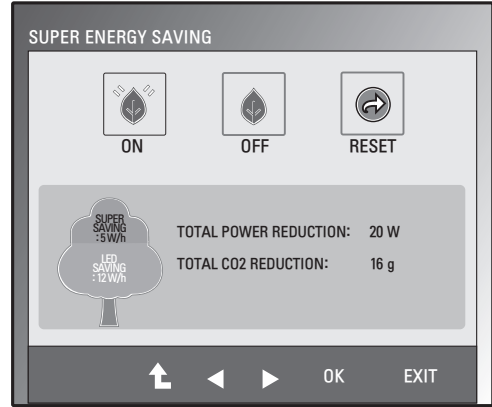 SUPER ENERGY SAVING
ON OFF RESET
SUPER
SAVING
:5 W/h
LED
SAVING
:12 W/h
TOTAL POWER REDUCTION: 20 W
TOTAL CO2 REDUCTION: 16 g
OK EXIT